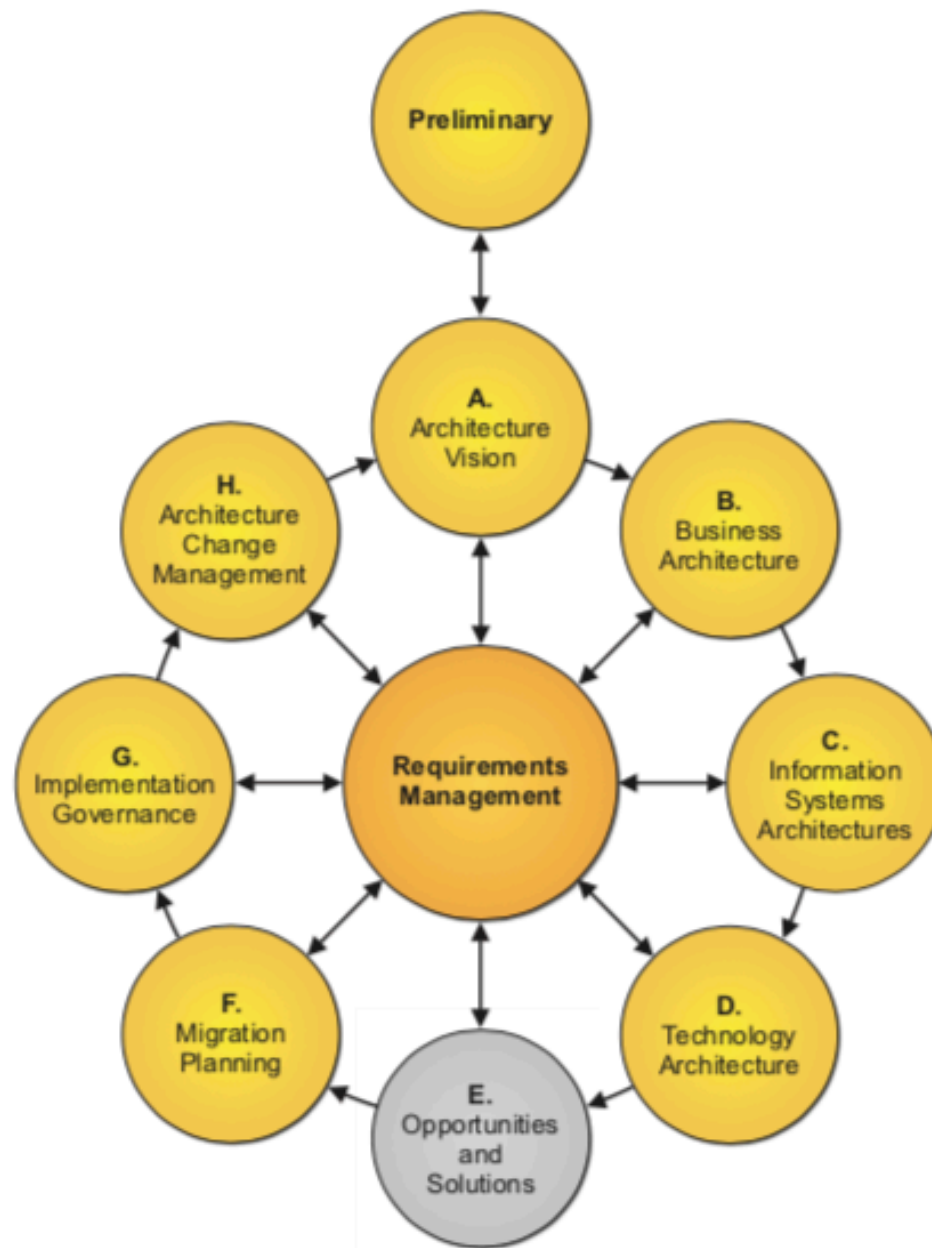 Preliminary
A.
Architecture
Vision
B.
Business
Architecture
C.
Information
Systems
Architectures
D.
Technology
Architecture
E.
Opportunities
and
Solutions
F.
Migration
Planning
G.
Implementation
Governance
H.
Architecture
Change
Management
Requirements
Management